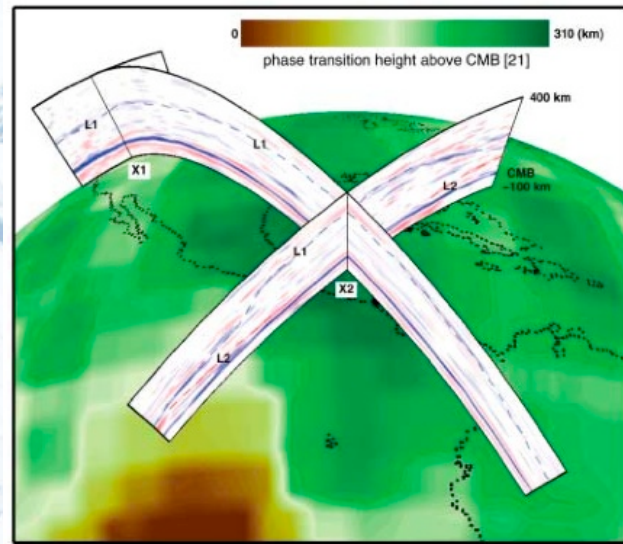 0
310 (km)
phase transition height above CMB [21]
400 km
L1
L1
X1
CMB
-100 km
L2
L1
X2
L2